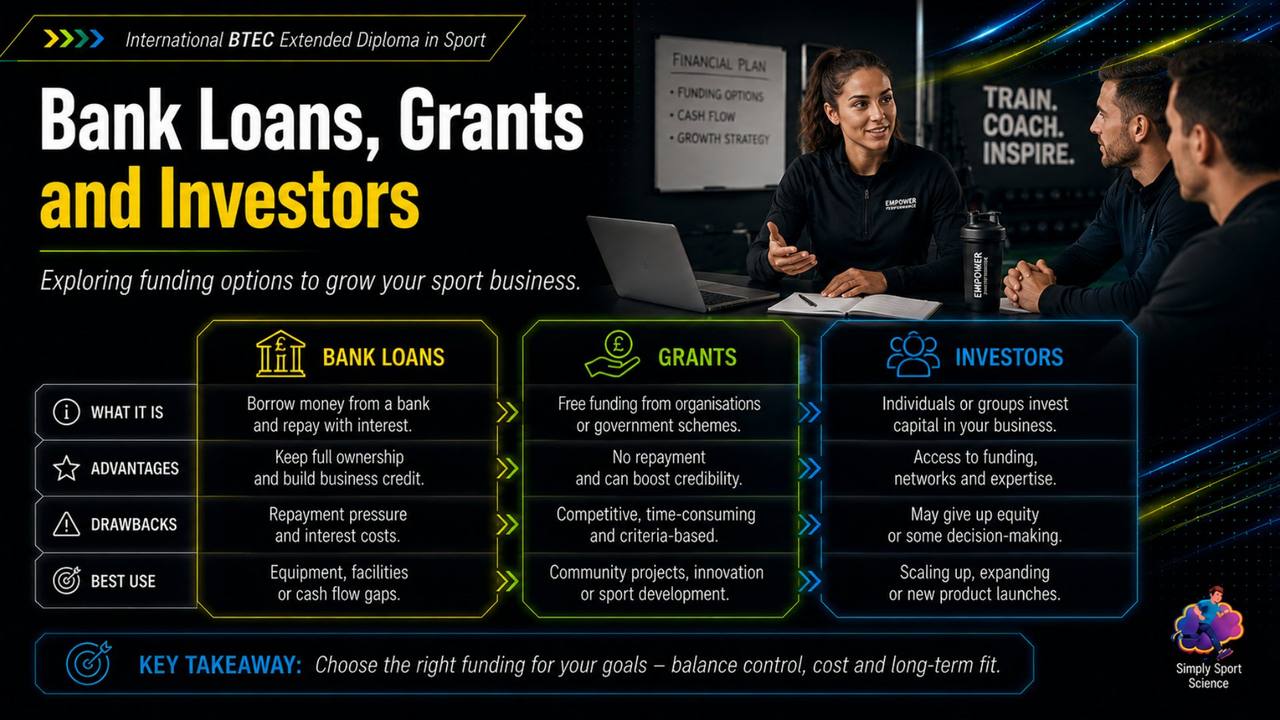 International BTEC Extended Diploma in Sport
Bank Loans, Grants
and Investors
Exploring funding options to grow your sport business.
FINANCIAL PLAN
• FUNDING OPTIONS
• CASH FLOW
• GROWTH STRATEGY
TRAIN.
COACH.
INSPIRE.
EMPOWER
PERFORMANCE
EMPOWER
BANK LOANS
GRANTS
INVESTORS
WHAT IT IS
Borrow money from a bank
and repay with interest.
Free funding from organisations
or government schemes.
Individuals or groups invest
capital in your business.
ADVANTAGES
Keep full ownership
and build business credit.
No repayment
and can boost credibility.
Access to funding,
networks and expertise.
DRAWBACKS
Repayment pressure
and interest costs.
Competitive, time-consuming
and criteria-based.
May give up equity
or some decision-making.
BEST USE
Equipment, facilities
or cash flow gaps.
Community projects, innovation
or sport development.
Scaling up, expanding
or new product launches.
KEY TAKEAWAY: Choose the right funding for your goals – balance control, cost and long-term fit.
Simply Sport
Science